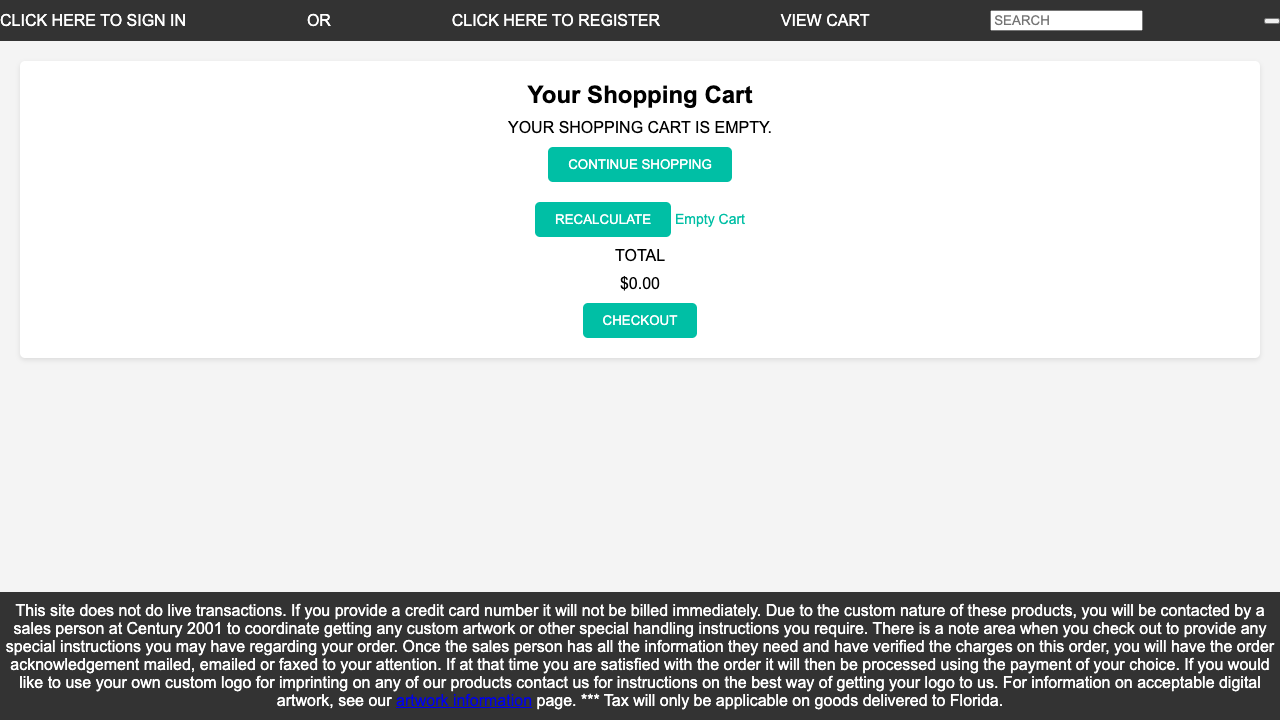 CLICK HERE TO SIGN IN OR CLICK HERE TO REGISTER VIEW CART SEARCH
Your Shopping Cart
YOUR SHOPPING CART IS EMPTY.
CONTINUE SHOPPING
RECALCULATE Empty Cart
TOTAL
$0.00
CHECKOUT
This site does not do live transactions. If you provide a credit card number it will not be billed immediately. Due to the custom nature of these products, you will be contacted by a
sales person at Century 2001 to coordinate getting any custom artwork or other special handling instructions you require. There is a note area when you check out to provide any
special instructions you may have regarding your order. Once the sales person has all the information they need and have verified the charges on this order, you will have the order
acknowledgement mailed, emailed or faxed to your attention. If at that time you are satisfied with the order it will then be processed using the payment of your choice. If you would
like to use your own custom logo for imprinting on any of our products contact us for instructions on the best way of getting your logo to us. For information on acceptable digital
artwork, see our artwork information page. *** Tax will only be applicable on goods delivered to Florida.